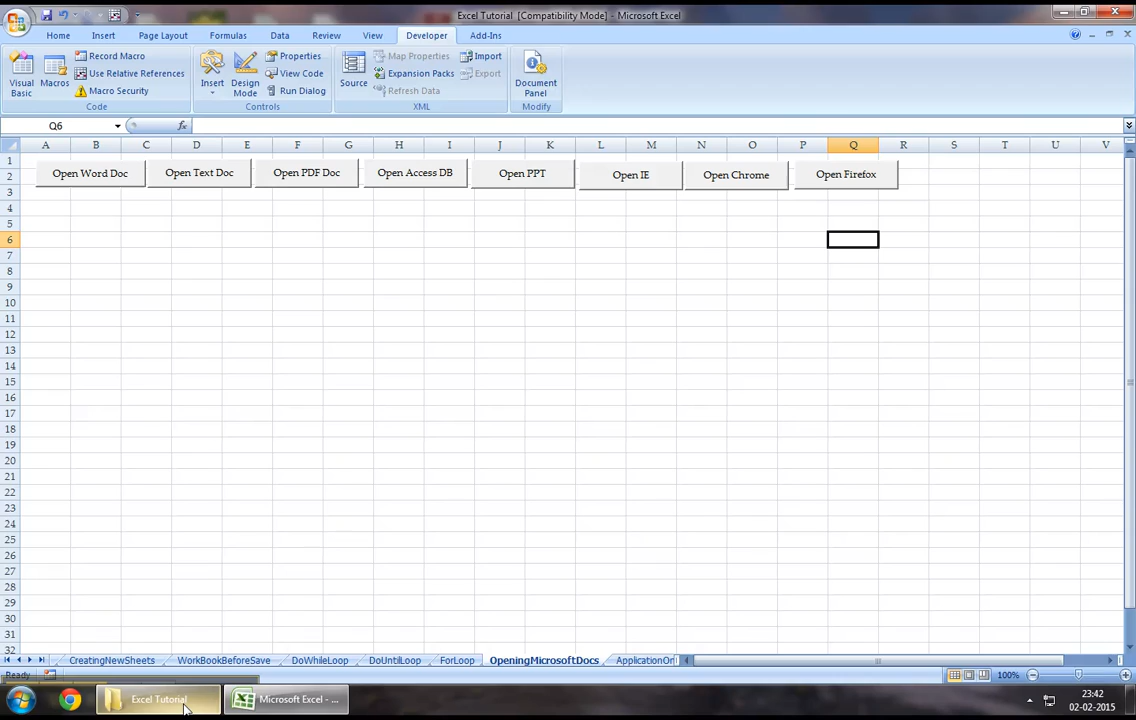 Excel Tutorial  [Compatibility Mode] - Microsoft Excel
Home Insert Page Layout Formulas Data Review View Developer Add-Ins
Visual Basic
Macros
Record Macro
Use Relative References
Macro Security
Code
Insert
Design Mode
Properties
View Code
Run Dialog
Controls
Source
Map Properties
Expansion Packs
Refresh Data
Import
Export
XML
Document Panel
Modify
Q6 fx
A B C D E F G H I J K L M N O P Q R S T U V
Open Word Doc Open Text Doc Open PDF Doc Open Access DB Open PPT Open IE Open Chrome Open Firefox
1
2
3
4
5
6
7
8
9
10
11
12
13
14
15
16
17
18
19
20
21
22
23
24
25
26
27
28
29
30
31
32
CreatingNewSheets WorkBookBeforeSave DoWhileLoop DoUntilLoop ForLoop OpeningMicrosoftDocs ApplicationOn
Ready 100%
Excel Tutorial Microsoft Excel - ... 23:42
02-02-2015